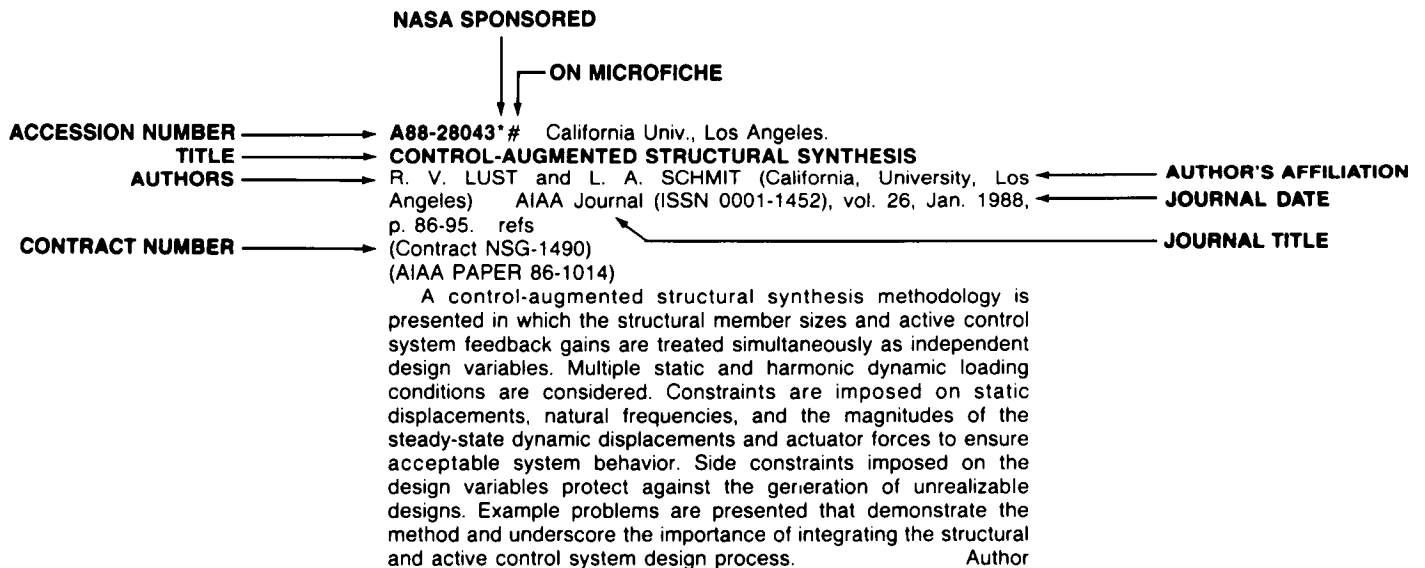 NASA SPONSORED
ON MICROFICHE
ACCESSION NUMBER A88-28043*# California Univ., Los Angeles.
TITLE CONTROL-AUGMENTED STRUCTURAL SYNTHESIS
AUTHORS R. V. LUST and L. A. SCHMIT (California, University, Los AUTHOR'S AFFILIATION
Angeles) AIAA Journal (ISSN 0001-1452), vol. 26, Jan. 1988, JOURNAL DATE
p. 86-95. refs
CONTRACT NUMBER (Contract NSG-1490) JOURNAL TITLE
(AIAA PAPER 86-1014)
A control-augmented structural synthesis methodology is
presented in which the structural member sizes and active control
system feedback gains are treated simultaneously as independent
design variables. Multiple static and harmonic dynamic loading
conditions are considered. Constraints are imposed on static
displacements, natural frequencies, and the magnitudes of the
steady-state dynamic displacements and actuator forces to ensure
acceptable system behavior. Side constraints imposed on the
design variables protect against the generation of unrealizable
designs. Example problems are presented that demonstrate the
method and underscore the importance of integrating the structural
and active control system design process. Author